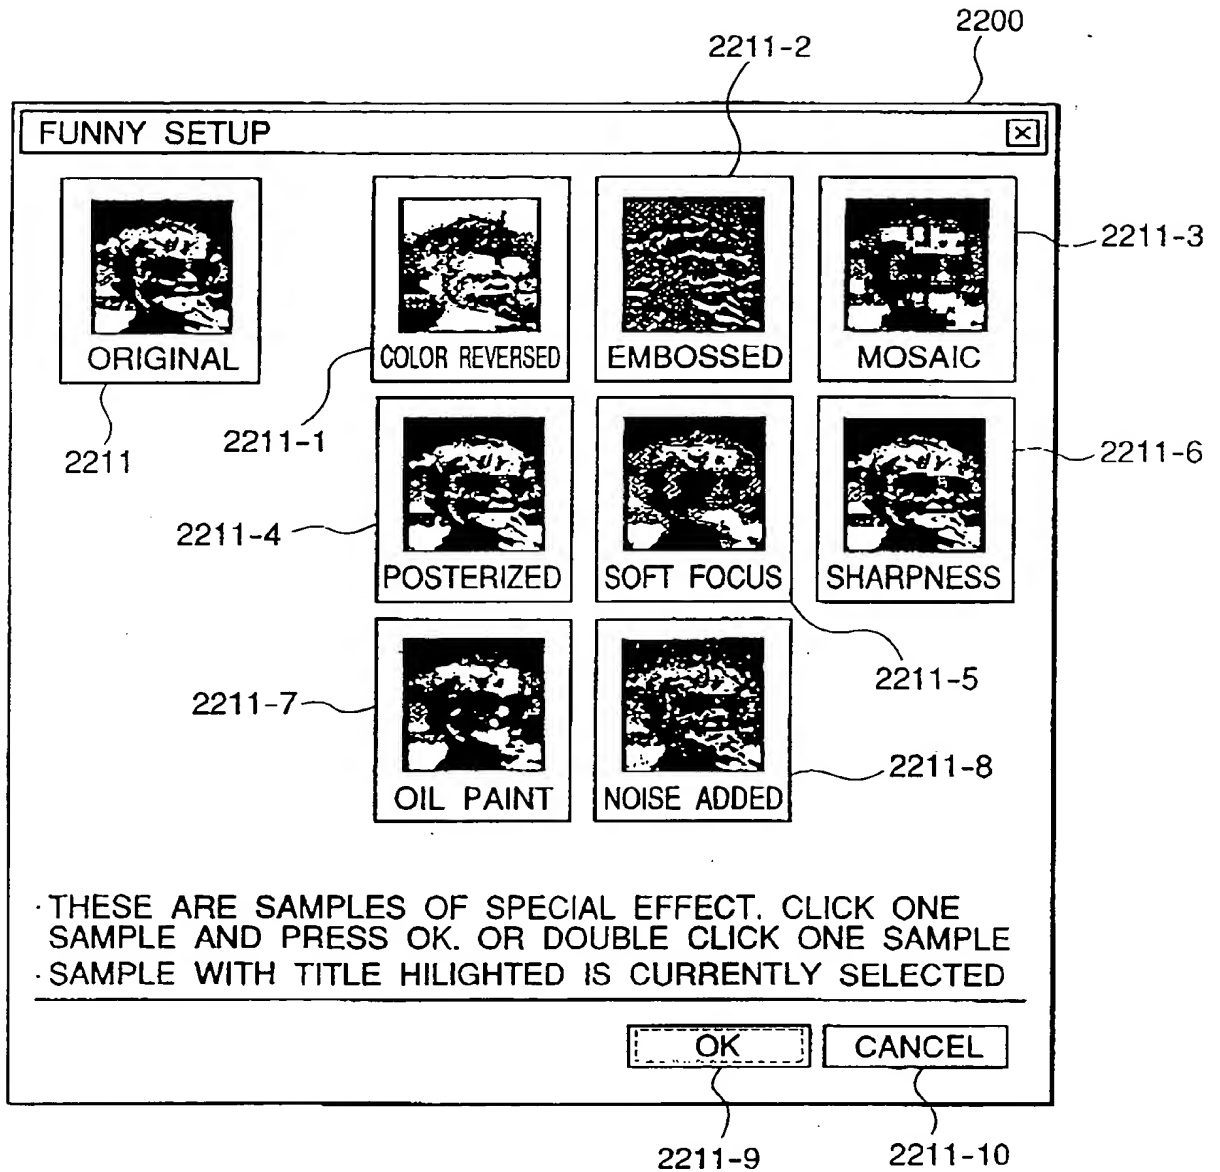 2200
2211-2
FUNNY SETUP
2211-3
ORIGINAL
COLOR REVERSED
EMBOSSED
MOSAIC
2211
2211-1
2211-6
2211-4
POSTERIZED
SOFT FOCUS
SHARPNESS
2211-5
2211-7
2211-8
OIL PAINT
NOISE ADDED
· THESE ARE SAMPLES OF SPECIAL EFFECT. CLICK ONE
SAMPLE AND PRESS OK. OR DOUBLE CLICK ONE SAMPLE
· SAMPLE WITH TITLE HILIGHTED IS CURRENTLY SELECTED
OK
CANCEL
2211-9
2211-10